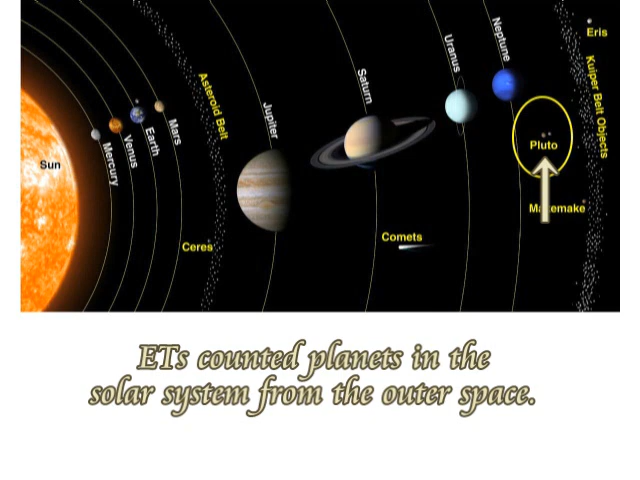 Eris
Neptune
Uranus
Saturn
Kuiper Belt Objects
Asteroid Belt
Jupiter
Mars
Earth
Venus
Mercury
Sun
Pluto
Comets
Ceres
ETs counted planets in the
solar system from the outer space.